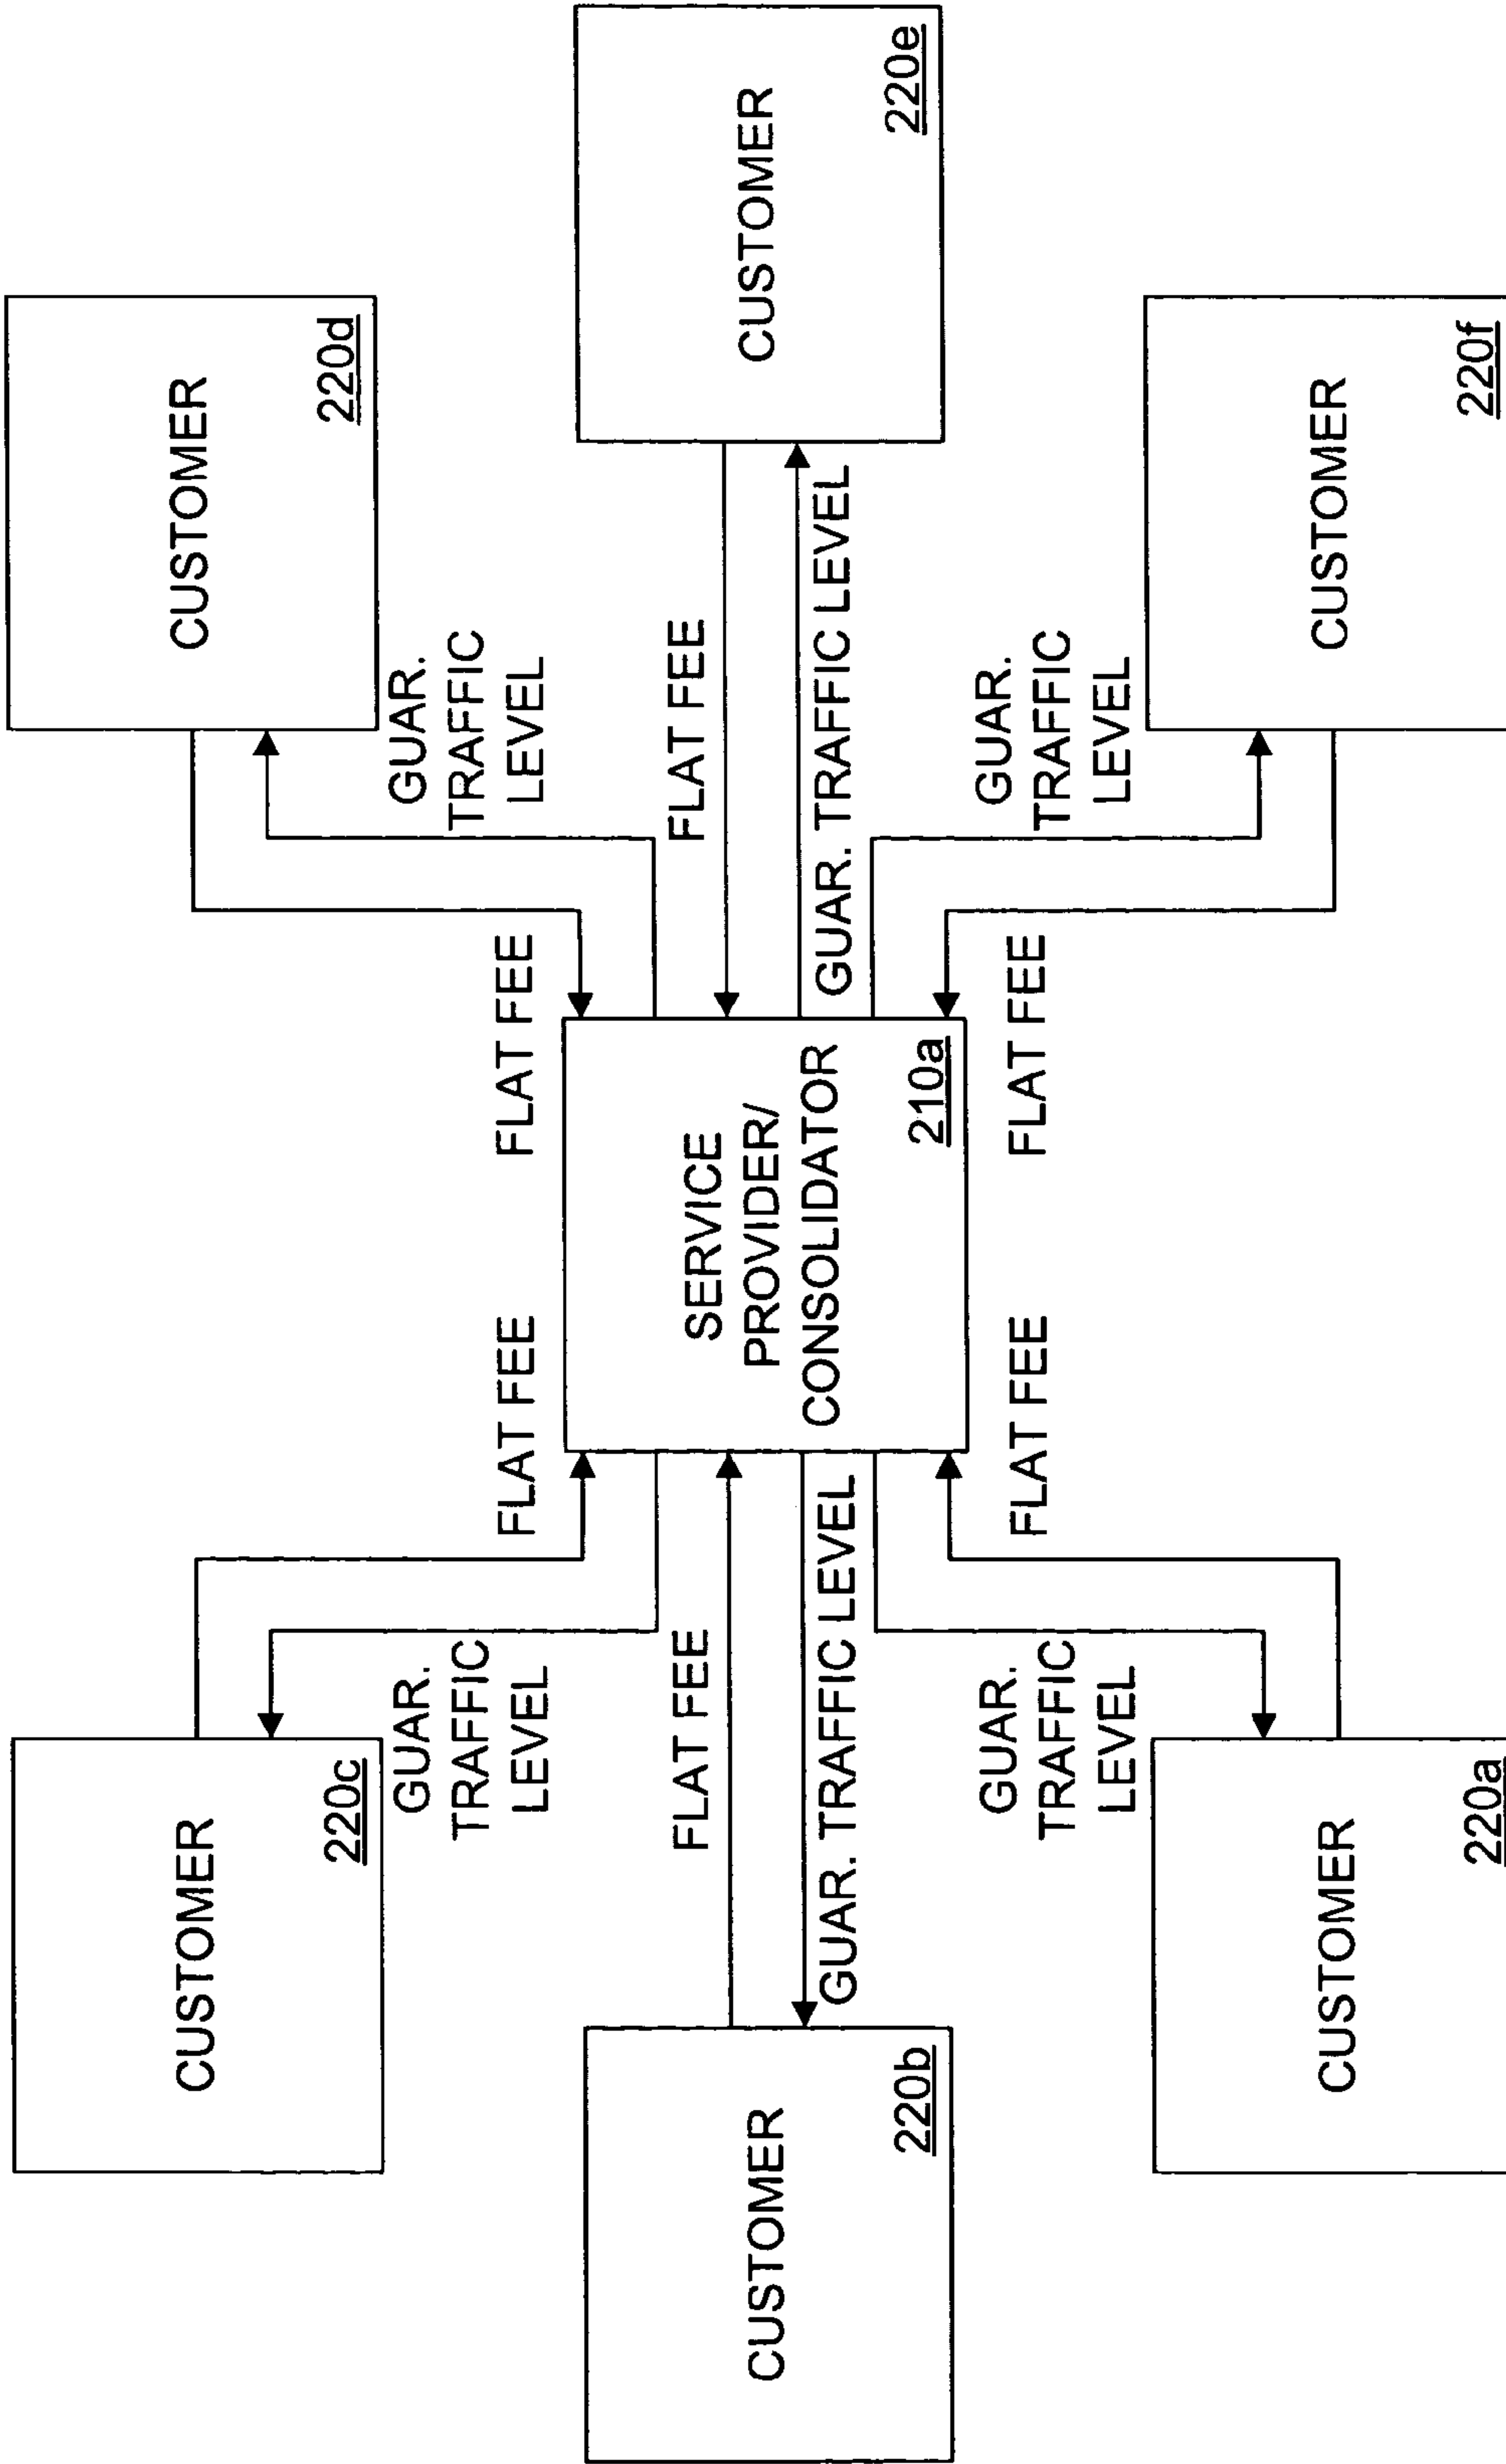 CUSTOMER
220c
CUSTOMER
220d
GUAR.
TRAFFIC
LEVEL
FLAT FEE
FLAT FEE
GUAR.
TRAFFIC
LEVEL
CUSTOMER
220b
FLAT FEE
GUAR. TRAFFIC LEVEL
SERVICE
PROVIDER/
CONSOLIDATOR
210a
FLAT FEE
GUAR. TRAFFIC LEVEL
CUSTOMER
220e
GUAR.
TRAFFIC
LEVEL
FLAT FEE
FLAT FEE
GUAR.
TRAFFIC
LEVEL
CUSTOMER
220a
CUSTOMER
220f